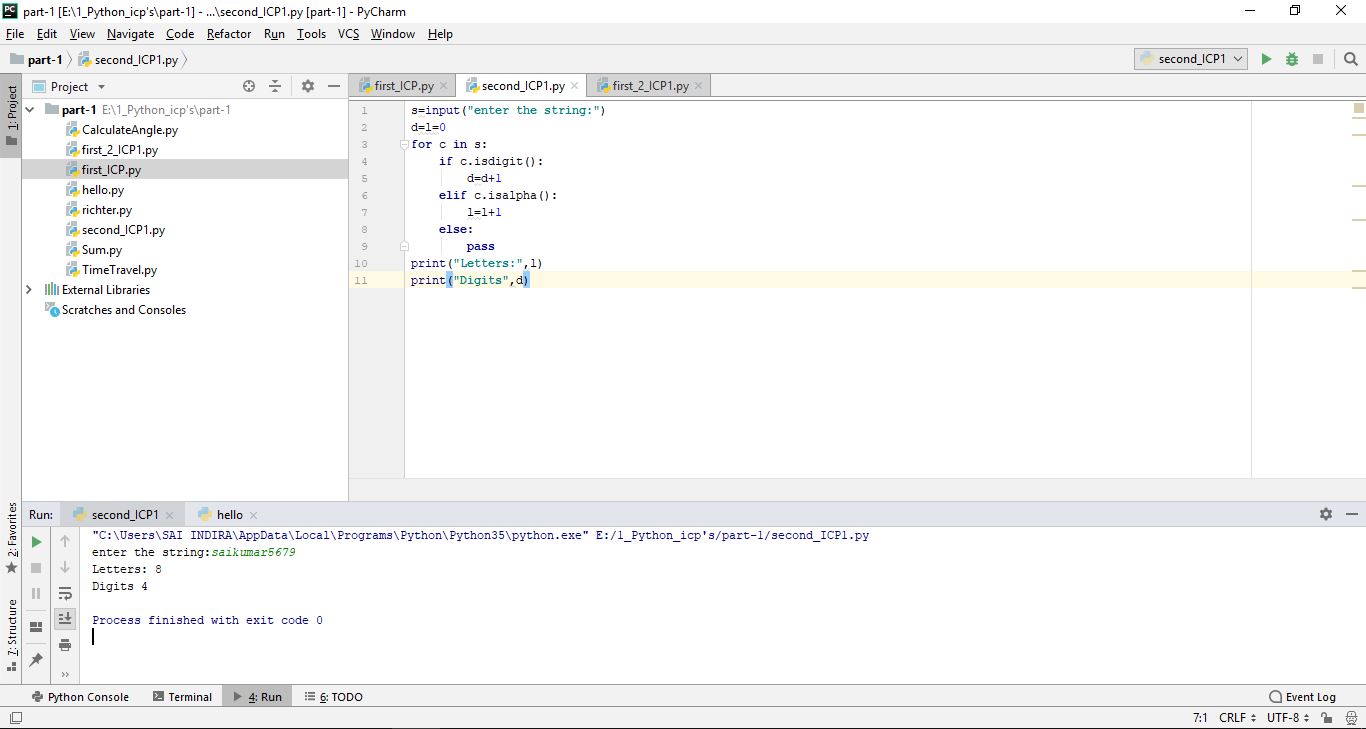 part-1 [E:\1_Python_icp's\part-1] - ...\second_ICP1.py [part-1] - PyCharm
File Edit View Navigate Code Refactor Run Tools VCS Window Help
part-1 second_ICP1.py second_ICP1
1: Project
Project
first_ICP.py second_ICP1.py first_2_ICP1.py
part-1 E:\1_Python_icp's\part-1
CalculateAngle.py
first_2_ICP1.py
first_ICP.py
hello.py
richter.py
second_ICP1.py
Sum.py
TimeTravel.py
External Libraries
Scratches and Consoles
1 s=input("enter the string:")
2 d=l=0
3 for c in s:
4 if c.isdigit():
5 d=d+1
6 elif c.isalpha():
7 l=l+1
8 else:
9 pass
10 print("Letters:",l)
11 print("Digits",d)
2: Favorites
7: Structure
Run: second_ICP1 hello
"C:\Users\SAI INDIRA\AppData\Local\Programs\Python\Python35\python.exe" E:/1_Python_icp's/part-1/second_ICP1.py
enter the string:saikumar5679
Letters: 8
Digits 4
Process finished with exit code 0
Python Console Terminal 4: Run 6: TODO Event Log
7:1 CRLF UTF-8